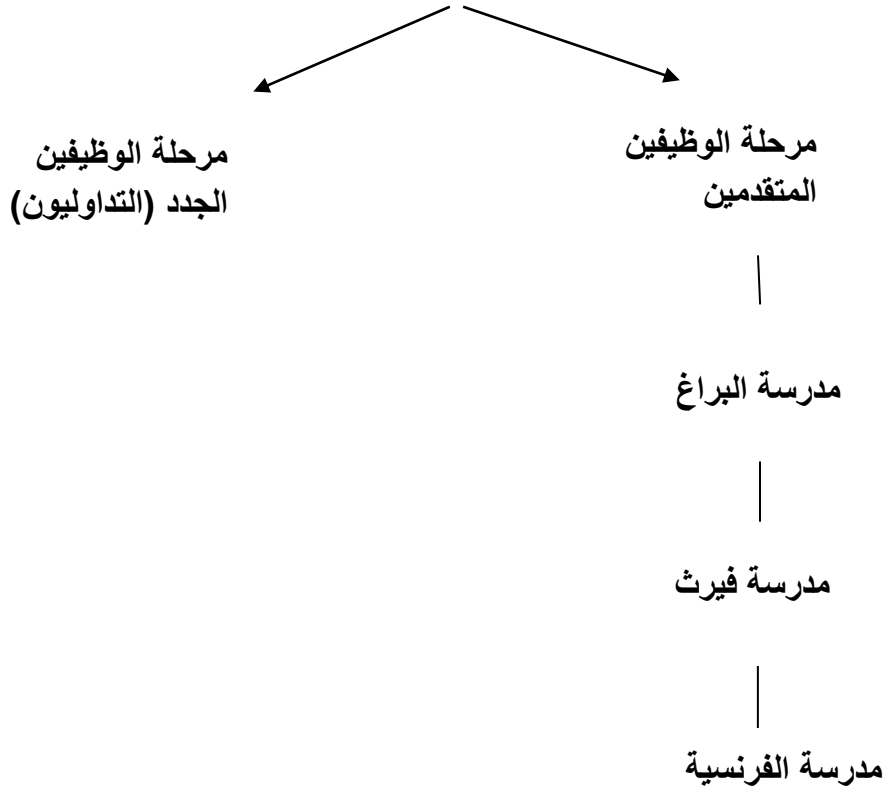 مرحلة الوظيفين
المتقدمين
مرحلة الوظيفين
الجدد (التداوليون)
مدرسة البراغ
مدرسة فيرث
مدرسة الفرنسية